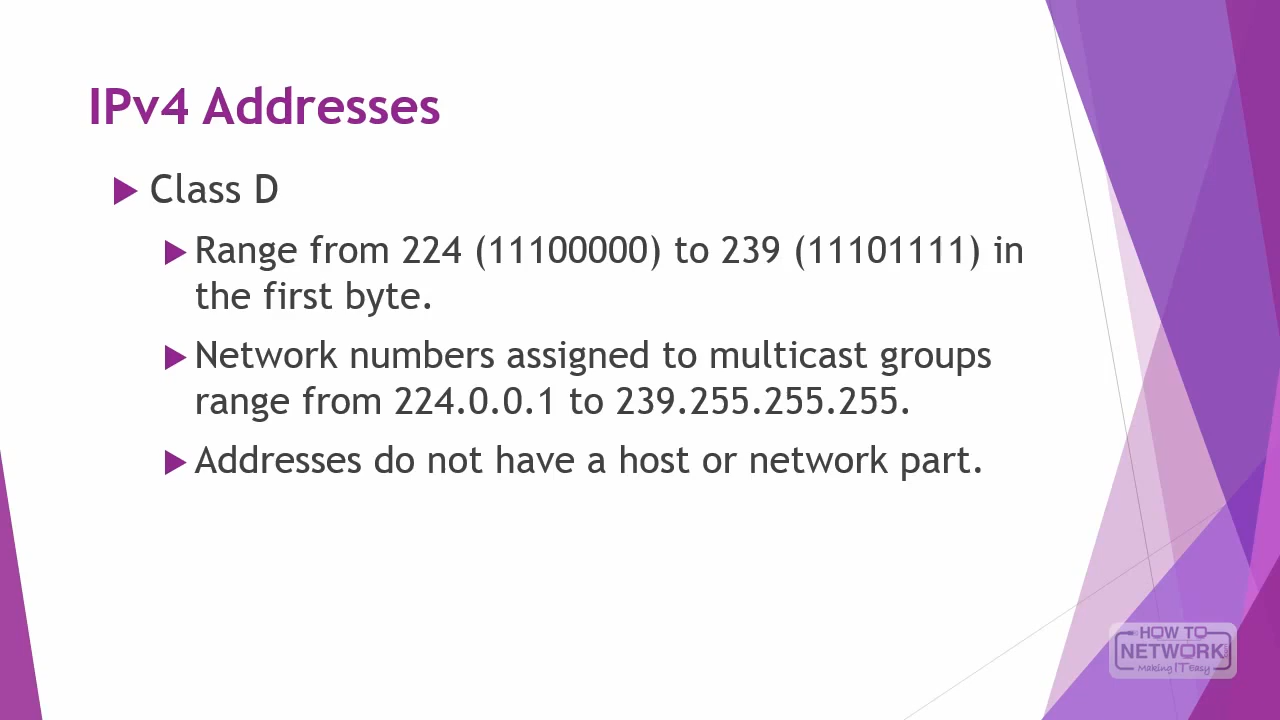 IPv4 Addresses
Class D
Range from 224 (11100000) to 239 (11101111) in
the first byte.
Network numbers assigned to multicast groups
range from 224.0.0.1 to 239.255.255.255.
Addresses do not have a host or network part.
HOW TO
NETWORK
Making IT Easy